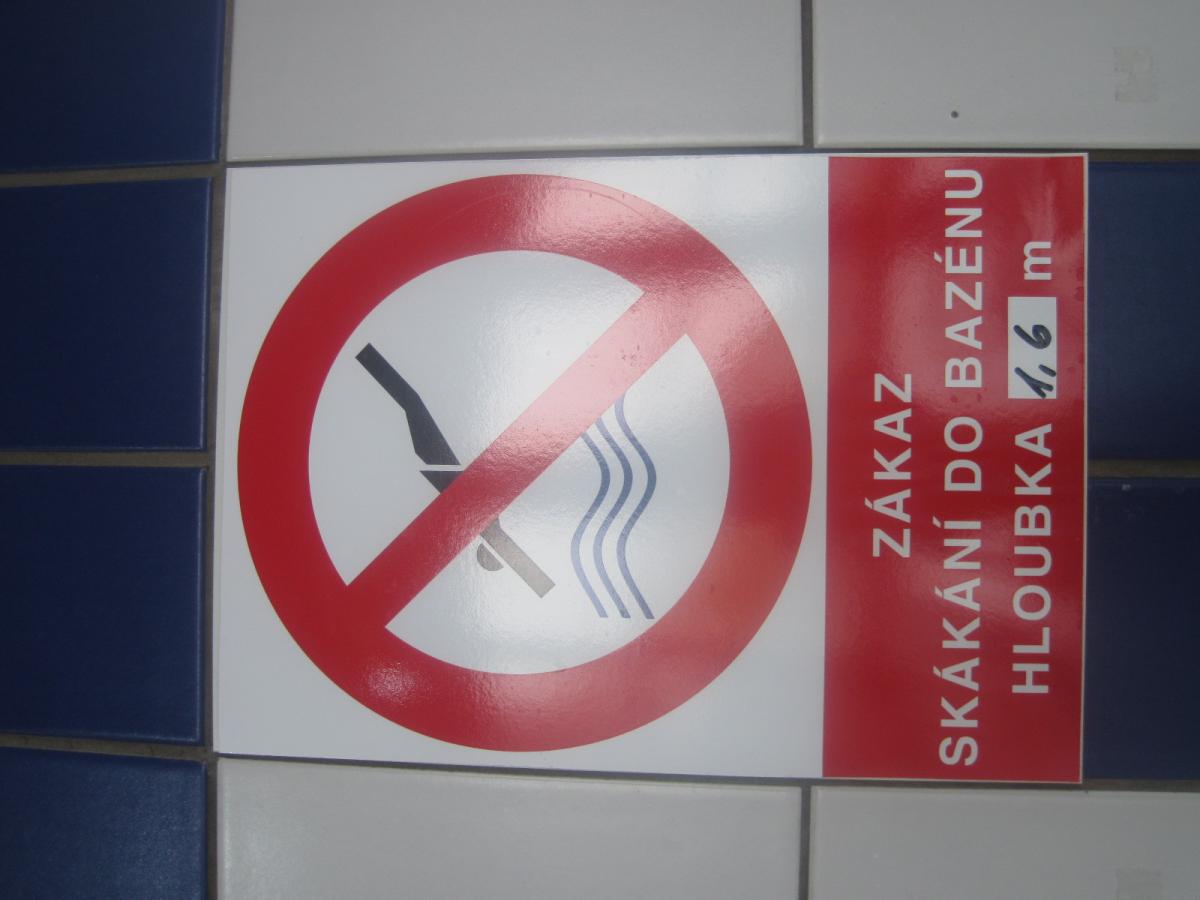 ZÁKAZ
SKÁKÁNÍ DO BAZÉNU
HLOUBKA 1,6 m